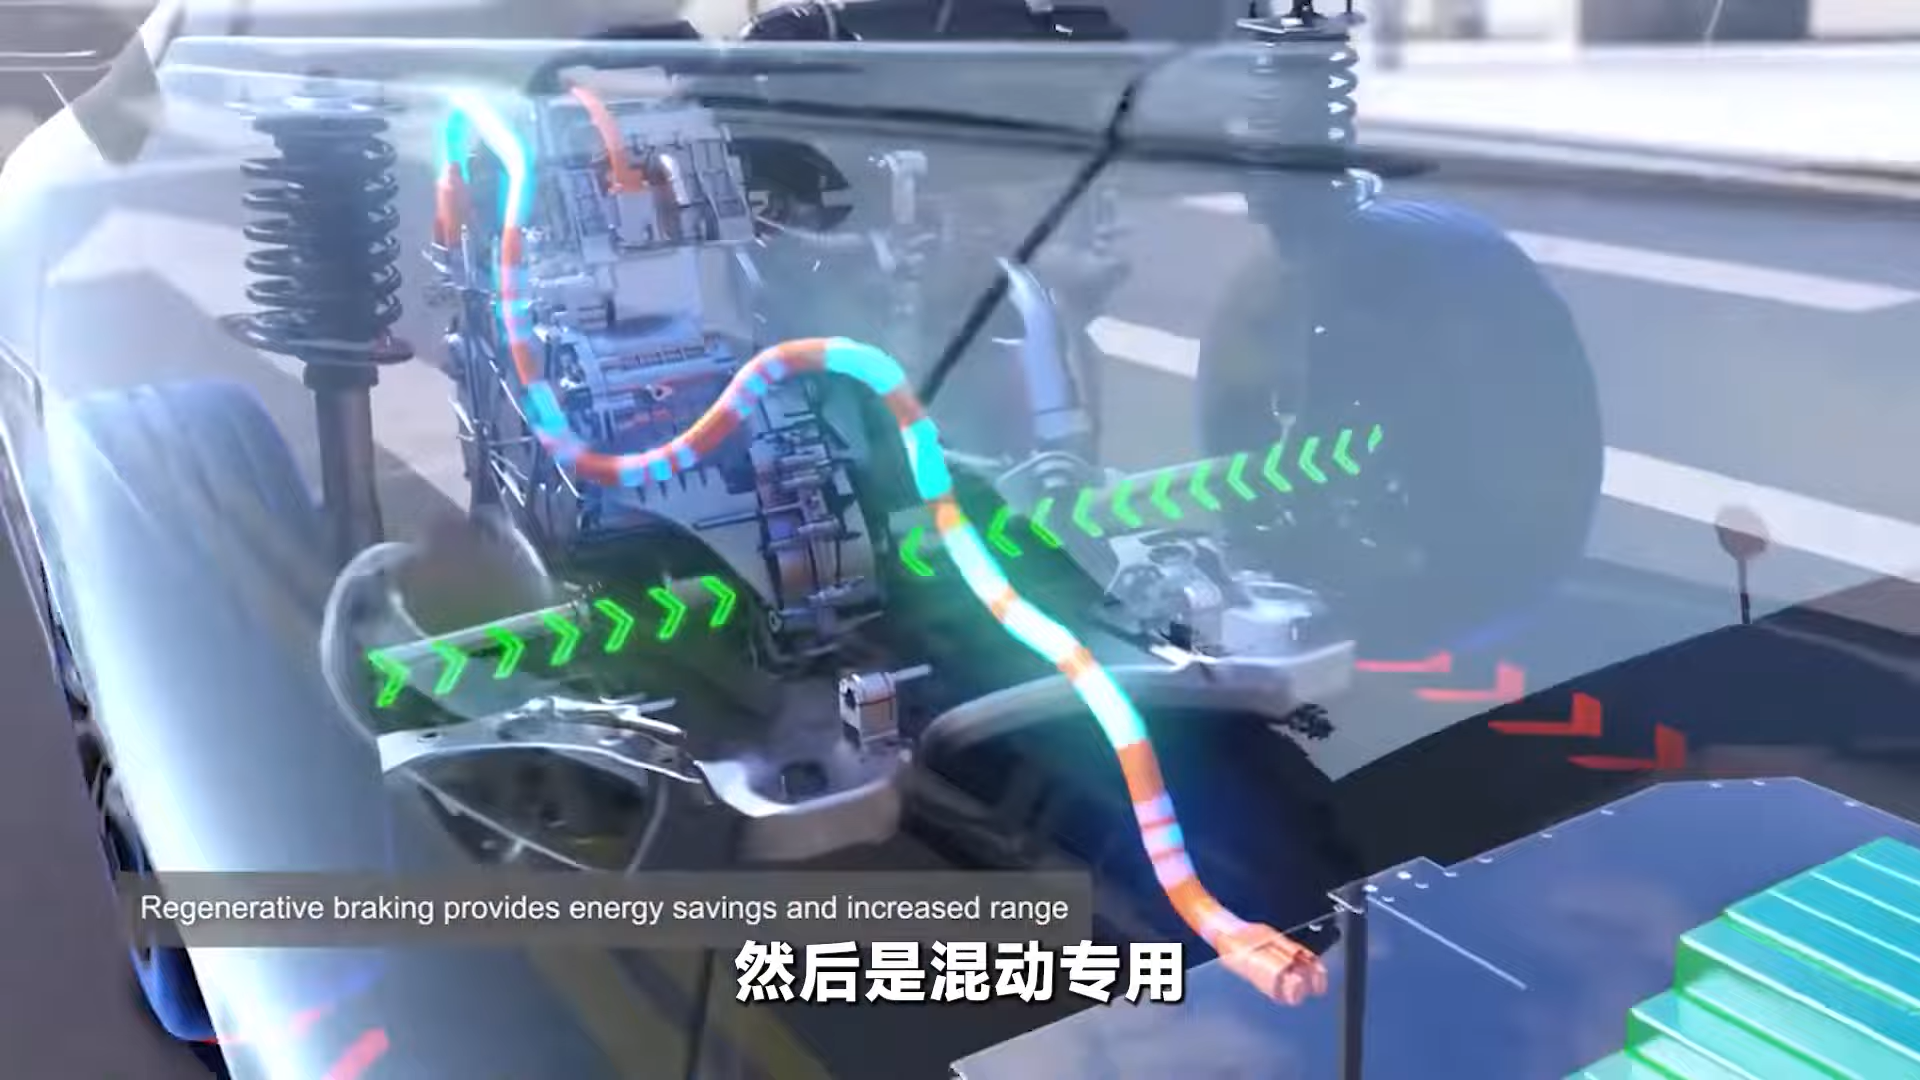 Regenerative braking provides energy savings and increased range
然后是混动专用